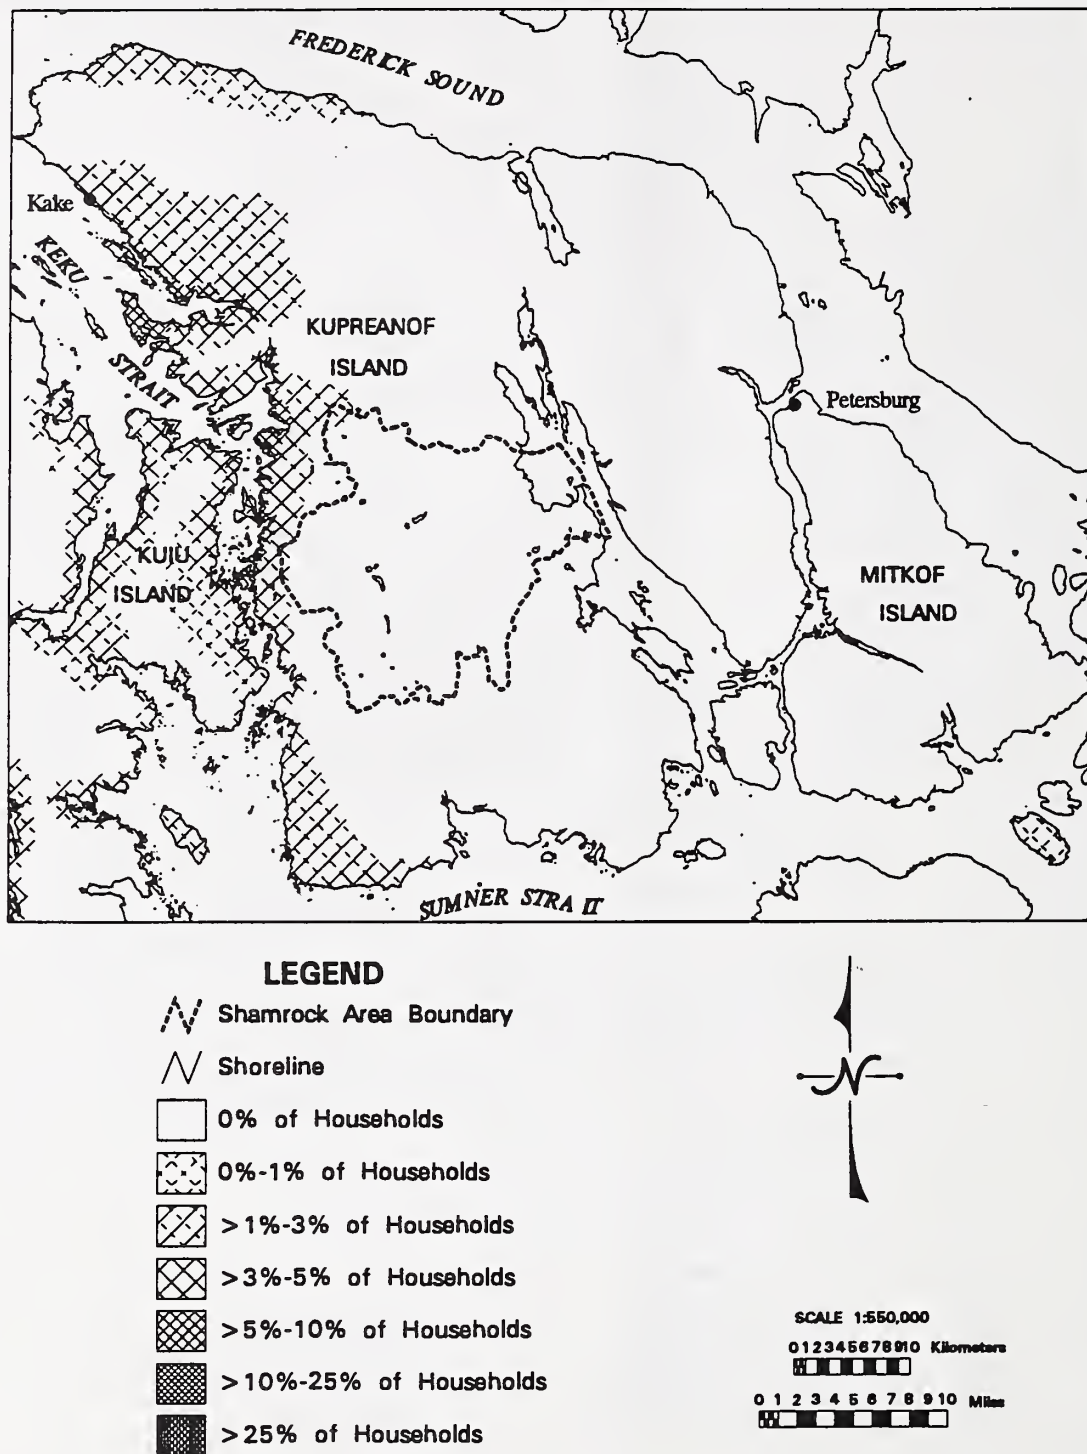 FREDERICK SOUND
Kake
KEKU
STRAIT
KUPREANOF
ISLAND
Petersburg
KUIU
ISLAND
MITKOF
ISLAND
SUMNER STRA IT
LEGEND
Shamrock Area Boundary
Shoreline
0% of Households
0%-1% of Households
>1%-3% of Households
>3%-5% of Households
>5%-10% of Households
>10%-25% of Households
>25% of Households
N
SCALE 1:550,000
0 1 2 3 4 5 6 7 8 9 10 Kilometers
0 1 2 3 4 5 6 7 8 9 10 Miles